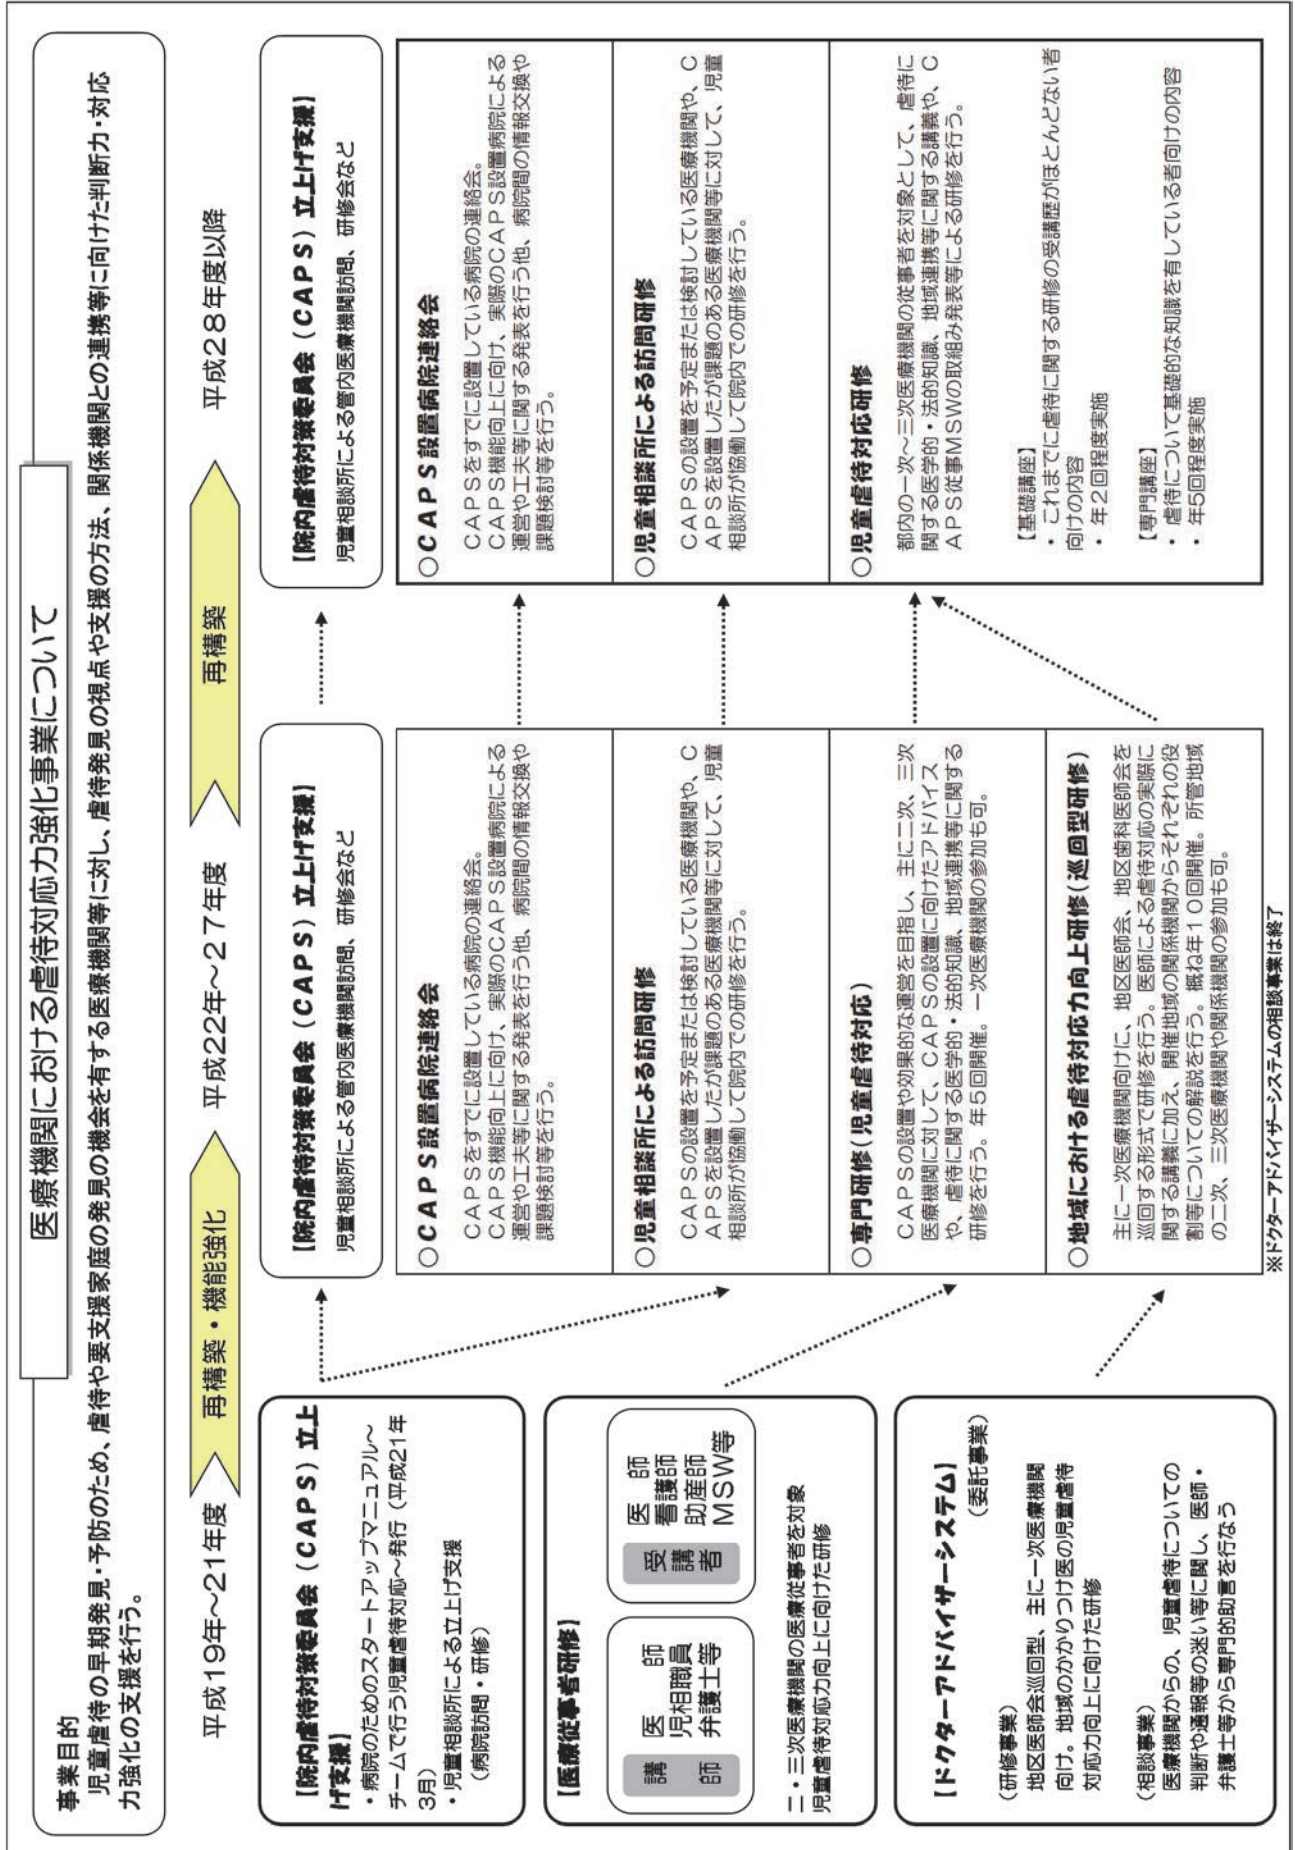 医療機関における虐待対応力強化事業について
事業目的
児童虐待の早期発見・予防のため、虐待や要支援家庭の発見の機会を有する医療機関等に対し、虐待発見の視点や支援の方法、関係機関との連携等に向けた判断力・対応
力強化の支援を行う。
平成19年～21年度
再構築・機能強化
平成22年～27年度
再構築
平成28年度以降
【院内虐待対策委員会（CAPS）立上
げ支援】
・病院のためのスタートアップマニュアル～
チームで行う児童虐待対応～発行（平成21年
3月）
・児童相談所による立上げ支援
（病院訪問・研修）
【医療従事者研修】
講師
医　師
児相職員
弁護士等
受講者
医　師
看護師
助産師
MSW等
二・三次医療機関の医療従事者を対象
児童虐待対応力向上に向けた研修
【ドクターアドバイザーシステム】
（委託事業）
（研修事業）
地区医師会巡回型、主に一次医療機関
向け。地域のかかりつけ医の児童虐待
対応力向上に向けた研修
（相談事業）
医療機関からの、児童虐待についての
判断や通報等の迷い等に関し、医師・
弁護士等から専門的助言を行なう
【院内虐待対策委員会（CAPS）立上げ支援】
児童相談所による管内医療機関訪問、研修会など
○CAPS設置病院連絡会
CAPSをすでに設置している病院の連絡会。
CAPS機能向上に向け、実際のCAPS設置病院による
運営や工夫等に関する発表を行う他、病院間の情報交換や
課題検討等を行う。
○児童相談所による訪問研修
CAPSの設置を予定または検討している医療機関や、C
APSを設置したが課題のある医療機関等に対して、児童
相談所が協働して院内での研修を行う。
○専門研修（児童虐待対応）
CAPSの設置や効果的な運営を目指し、主に二次、三次
医療機関に対して、CAPSの設置に向けたアドバイス
や、虐待に関する医学的・法的知識、地域連携等に関する
研修を行う。年5回開催。一次医療機関の参加も可。
○地域における虐待対応力向上研修（巡回型研修）
主に一次医療機関向けに、地区医師会、地区歯科医師会を
巡回する形式で研修を行う。医師による虐待対応の実際に
関する講義に加え、開催地域の関係機関からそれぞれの役
割等についての解説を行う。概ね年10回開催。所管地域
の二次、三次医療機関や関係機関の参加も可。
※ドクターアドバイザーシステムの相談事業は終了
【院内虐待対策委員会（CAPS）立上げ支援】
児童相談所による管内医療機関訪問、研修会など
○CAPS設置病院連絡会
CAPSをすでに設置している病院の連絡会。
CAPS機能向上に向け、実際のCAPS設置病院による
運営や工夫等に関する発表を行う他、病院間の情報交換や
課題検討等を行う。
○児童相談所による訪問研修
CAPSの設置を予定または検討している医療機関や、C
APSを設置したが課題のある医療機関等に対して、児童
相談所が協働して院内での研修を行う。
○児童虐待対応研修
都内の一次～三次医療機関の従事者を対象として、虐待に
関する医学的・法的知識、地域連携等に関する講義や、C
APS従事MSWの取組み発表等による研修を行う。
【基礎講座】
・これまでに虐待に関する研修の受講歴がほとんどない者
向けの内容
・年2回程度実施
【専門講座】
・虐待について基礎的な知識を有している者向けの内容
・年5回程度実施